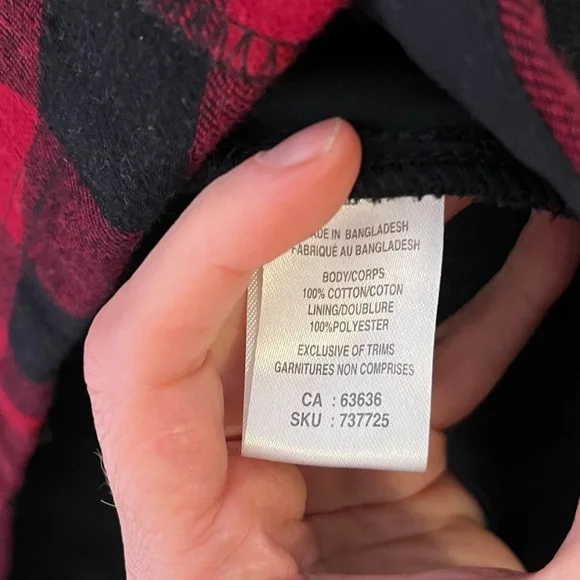 IN BANGLADESH
FABRIQUÉ AU BANGLADESH
BODY/CORPS
100% COTTON/COTON
LINING/DOUBLURE
100%POLYESTER
EXCLUSIVE OF TRIMS
GARNITURES NON COMPRISES
CA : 63636
SKU : 737725